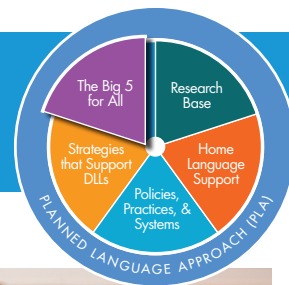 The Big 5
for All
Research
Base
Home
Language
Support
Policies,
Practices, &
Systems
Strategies
that Support
DLLs
PLANNED LANGUAGE APPROACH (PLA)